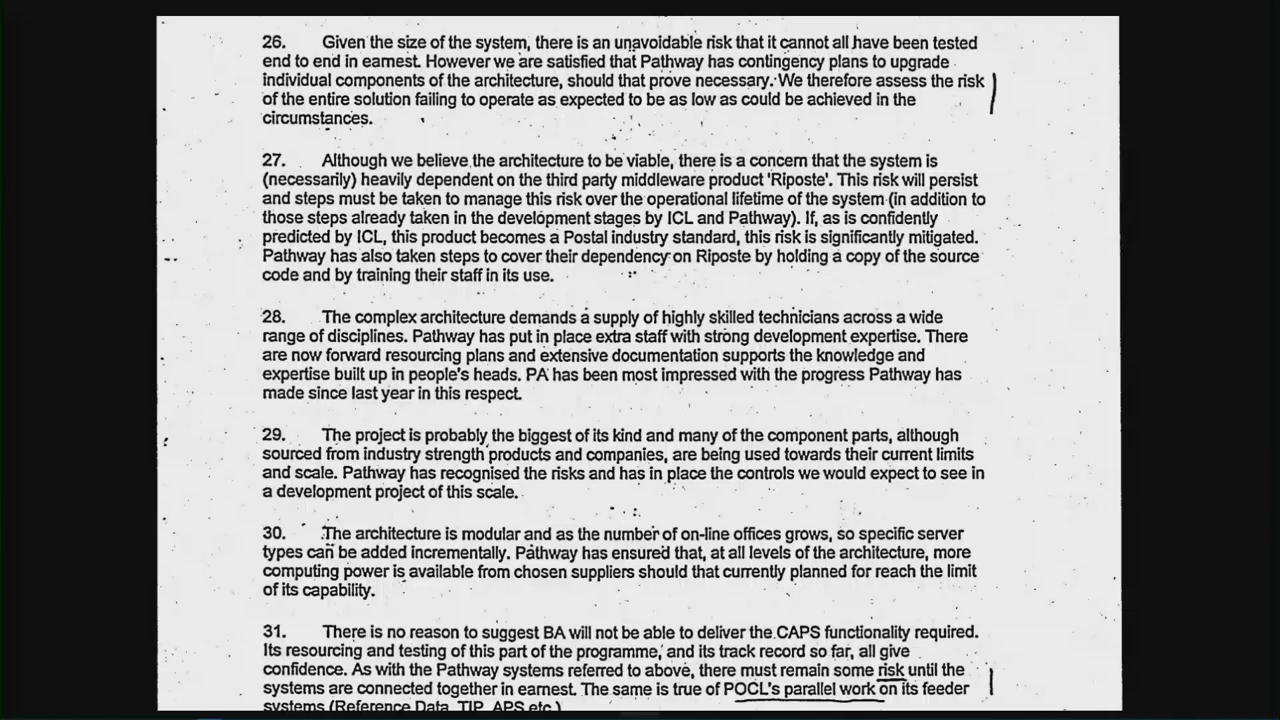 26. Given the size of the system, there is an unavoidable risk that it cannot all have been tested
end to end in earnest. However we are satisfied that Pathway has contingency plans to upgrade
individual components of the architecture, should that prove necessary. We therefore assess the risk
of the entire solution failing to operate as expected to be as low as could be achieved in the
circumstances.
27. Although we believe the architecture to be viable, there is a concern that the system is
(necessarily) heavily dependent on the third party middleware product 'Riposte'. This risk will persist
and steps must be taken to manage this risk over the operational lifetime of the system (in addition to
those steps already taken in the development stages by ICL and Pathway). If, as is confidently
predicted by ICL, this product becomes a Postal industry standard, this risk is significantly mitigated.
Pathway has also taken steps to cover their dependency on Riposte by holding a copy of the source
code and by training their staff in its use.
28. The complex architecture demands a supply of highly skilled technicians across a wide
range of disciplines. Pathway has put in place extra staff with strong development expertise. There
are now forward resourcing plans and extensive documentation supports the knowledge and
expertise built up in people's heads. PA has been most impressed with the progress Pathway has
made since last year in this respect.
29. The project is probably the biggest of its kind and many of the component parts, although
sourced from industry strength products and companies, are being used towards their current limits
and scale. Pathway has recognised the risks and has in place the controls we would expect to see in
a development project of this scale.
30. The architecture is modular and as the number of on-line offices grows, so specific server
types can be added incrementally. Pathway has ensured that, at all levels of the architecture, more
computing power is available from chosen suppliers should that currently planned for reach the limit
of its capability.
31. There is no reason to suggest BA will not be able to deliver the CAPS functionality required.
Its resourcing and testing of this part of the programme, and its track record so far, all give
confidence. As with the Pathway systems referred to above, there must remain some risk until the
systems are connected together in earnest. The same is true of POCL's parallel work on its feeder
systems (Reference Data, TIP, APS etc.)